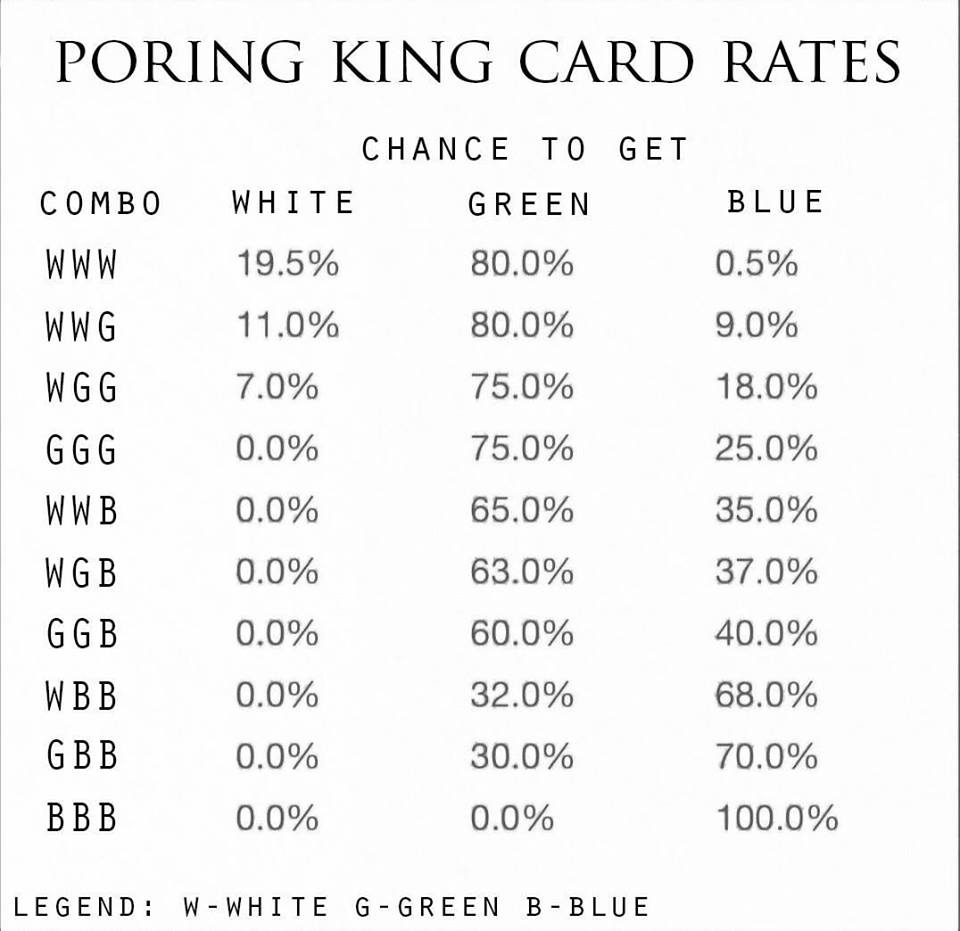 PORING KING CARD RATES
CHANCE TO GET
COMBO WHITE GREEN BLUE
WWW 19.5% 80.0% 0.5%
WWG 11.0% 80.0% 9.0%
WGG 7.0% 75.0% 18.0%
GGG 0.0% 75.0% 25.0%
WWB 0.0% 65.0% 35.0%
WGB 0.0% 63.0% 37.0%
GGB 0.0% 60.0% 40.0%
WBB 0.0% 32.0% 68.0%
GBB 0.0% 30.0% 70.0%
BBB 0.0% 0.0% 100.0%
LEGEND: W-WHITE G-GREEN B-BLUE